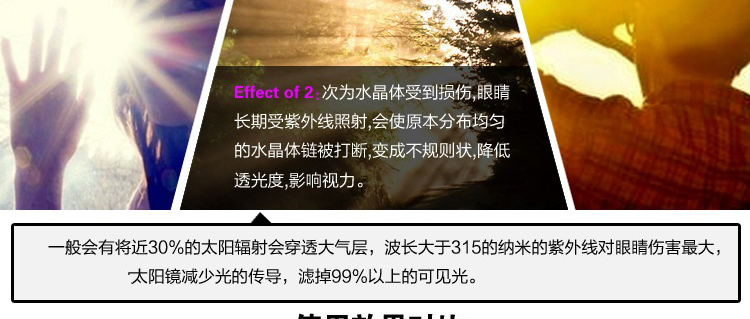 Effect of 2:次为水晶体受到损伤,眼睛
长期受紫外线照射,会使原本分布均匀
的水晶体链被打断,变成不规则状,降低
透光度,影响视力。
一般会有将近30%的太阳辐射会穿透大气层，波长大于315的纳米的紫外线对眼睛伤害最大，
太阳镜减少光的传导，滤掉99%以上的可见光。